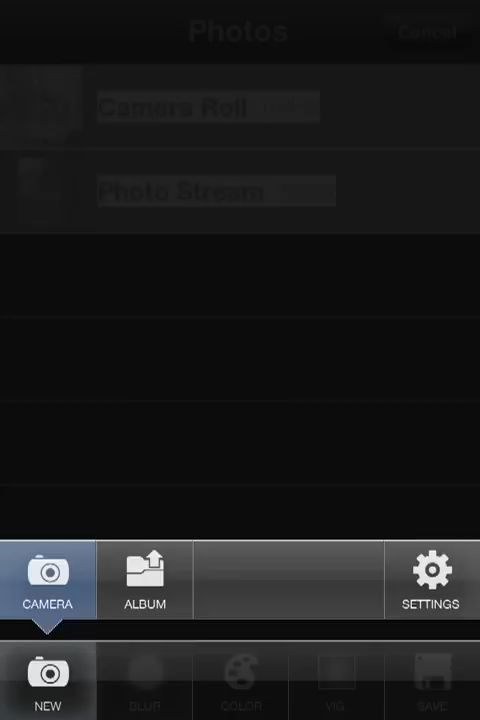 Photos
Cancel
Camera Roll
Photo Stream
CAMERA
ALBUM
SETTINGS
NEW
BLUR
COLOR
VIG
SAVE